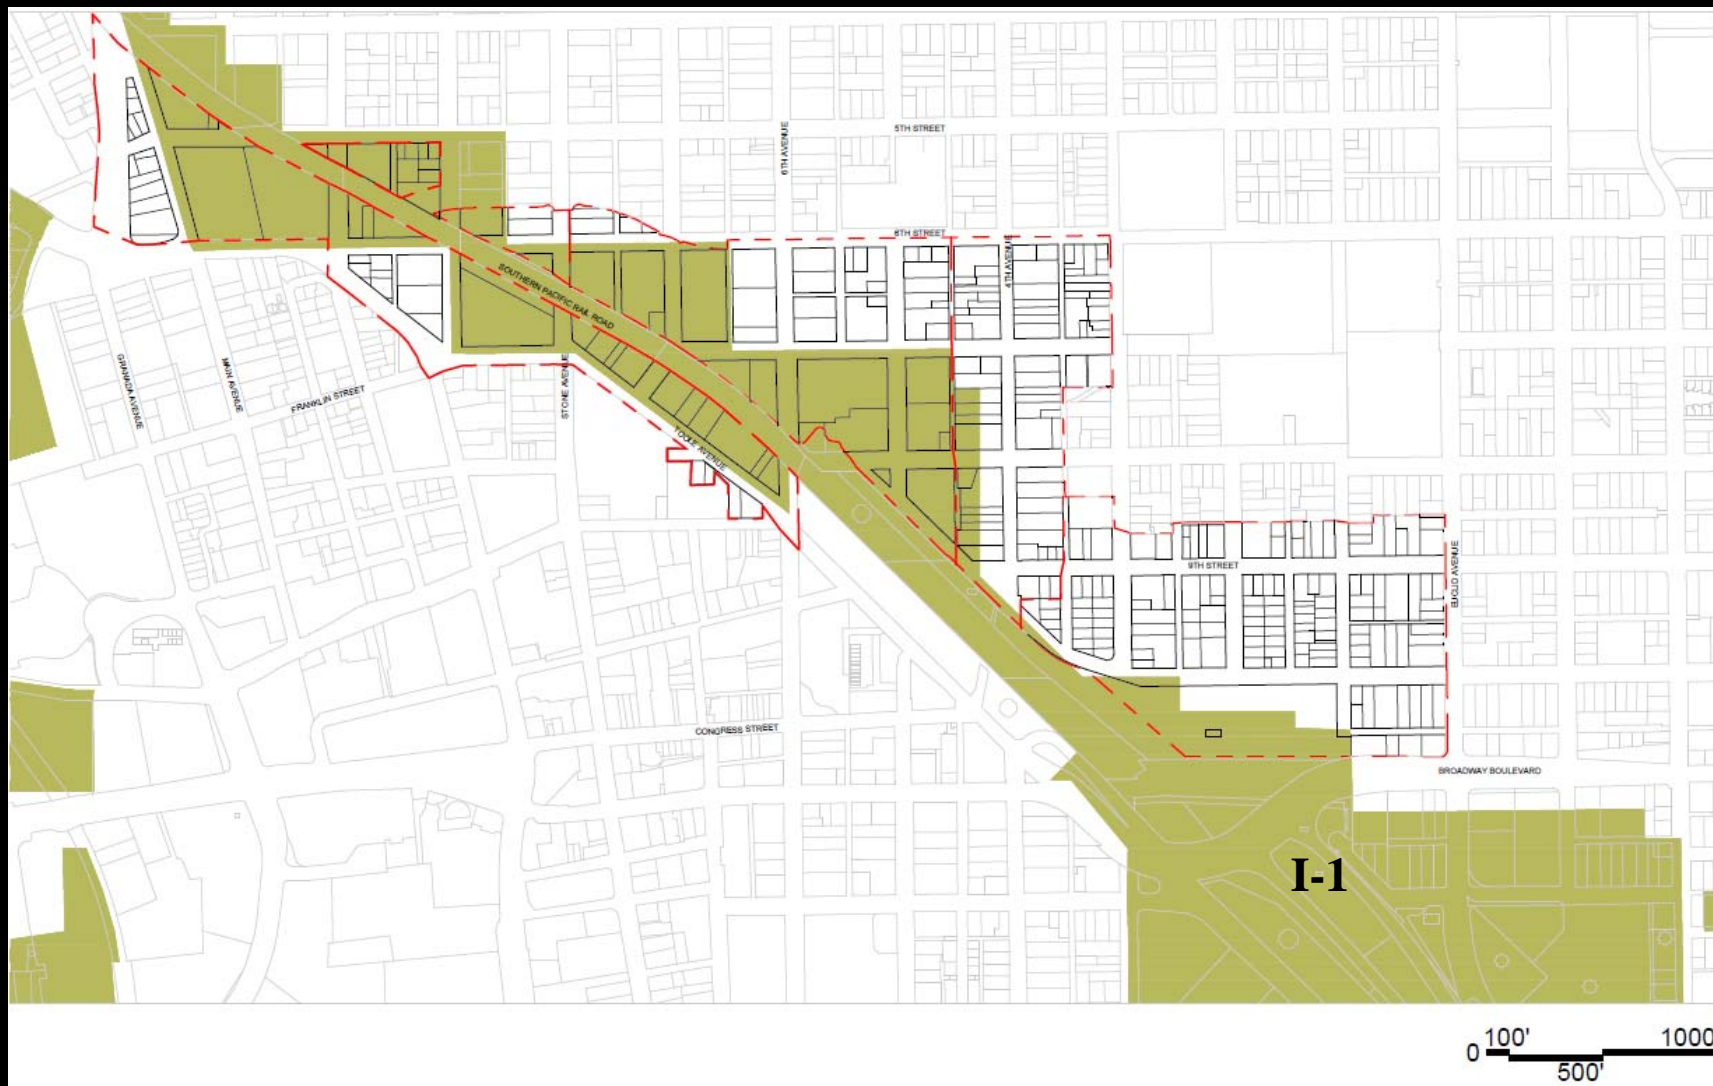 5TH STREET
6TH AVENUE
6TH STREET
4TH AVENUE
SOUTHERN PACIFIC RAIL ROAD
GRANADA AVENUE
MAIN AVENUE
FRANKLIN STREET
STONE AVENUE
TOOLE AVENUE
9TH STREET
EUCLID AVENUE
CONGRESS STREET
BROADWAY BOULEVARD
I-1
0 100' 1000
500'